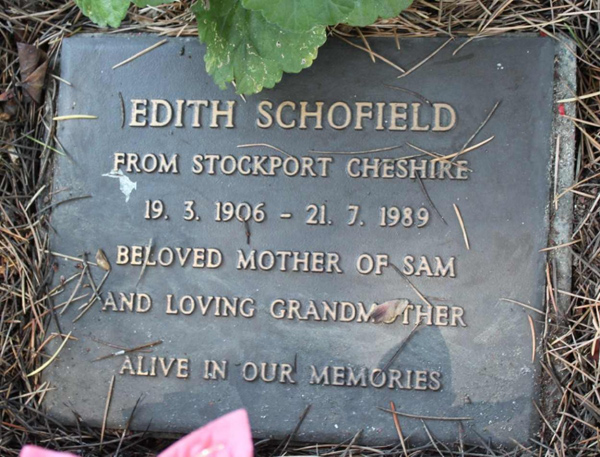 EDITH SCHOFIELD
FROM STOCKPORT CHESHIRE
19. 3. 1906 - 21. 7. 1989
BELOVED MOTHER OF SAM
AND LOVING GRANDMOTHER
ALIVE IN OUR MEMORIES